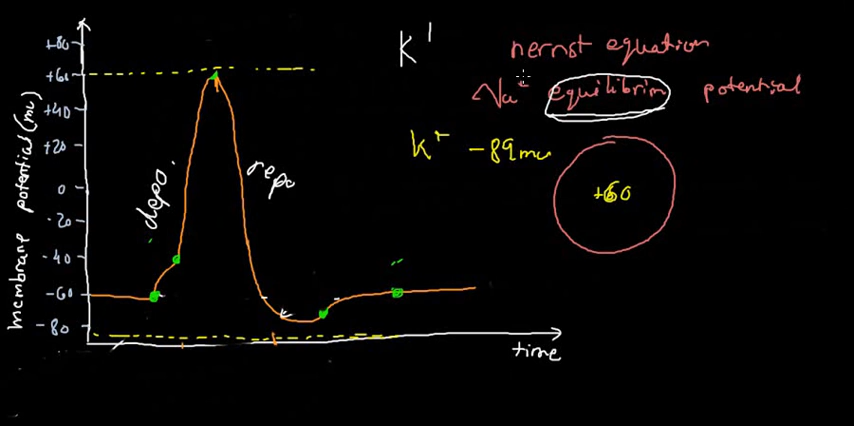 +80
+60
+40
+20
0
-20
-40
-60
-80
membrane potential (mv)
time
depo.
repo
K+
nernst equation
Na+ equilibrim potential
K+ -89mv
+60